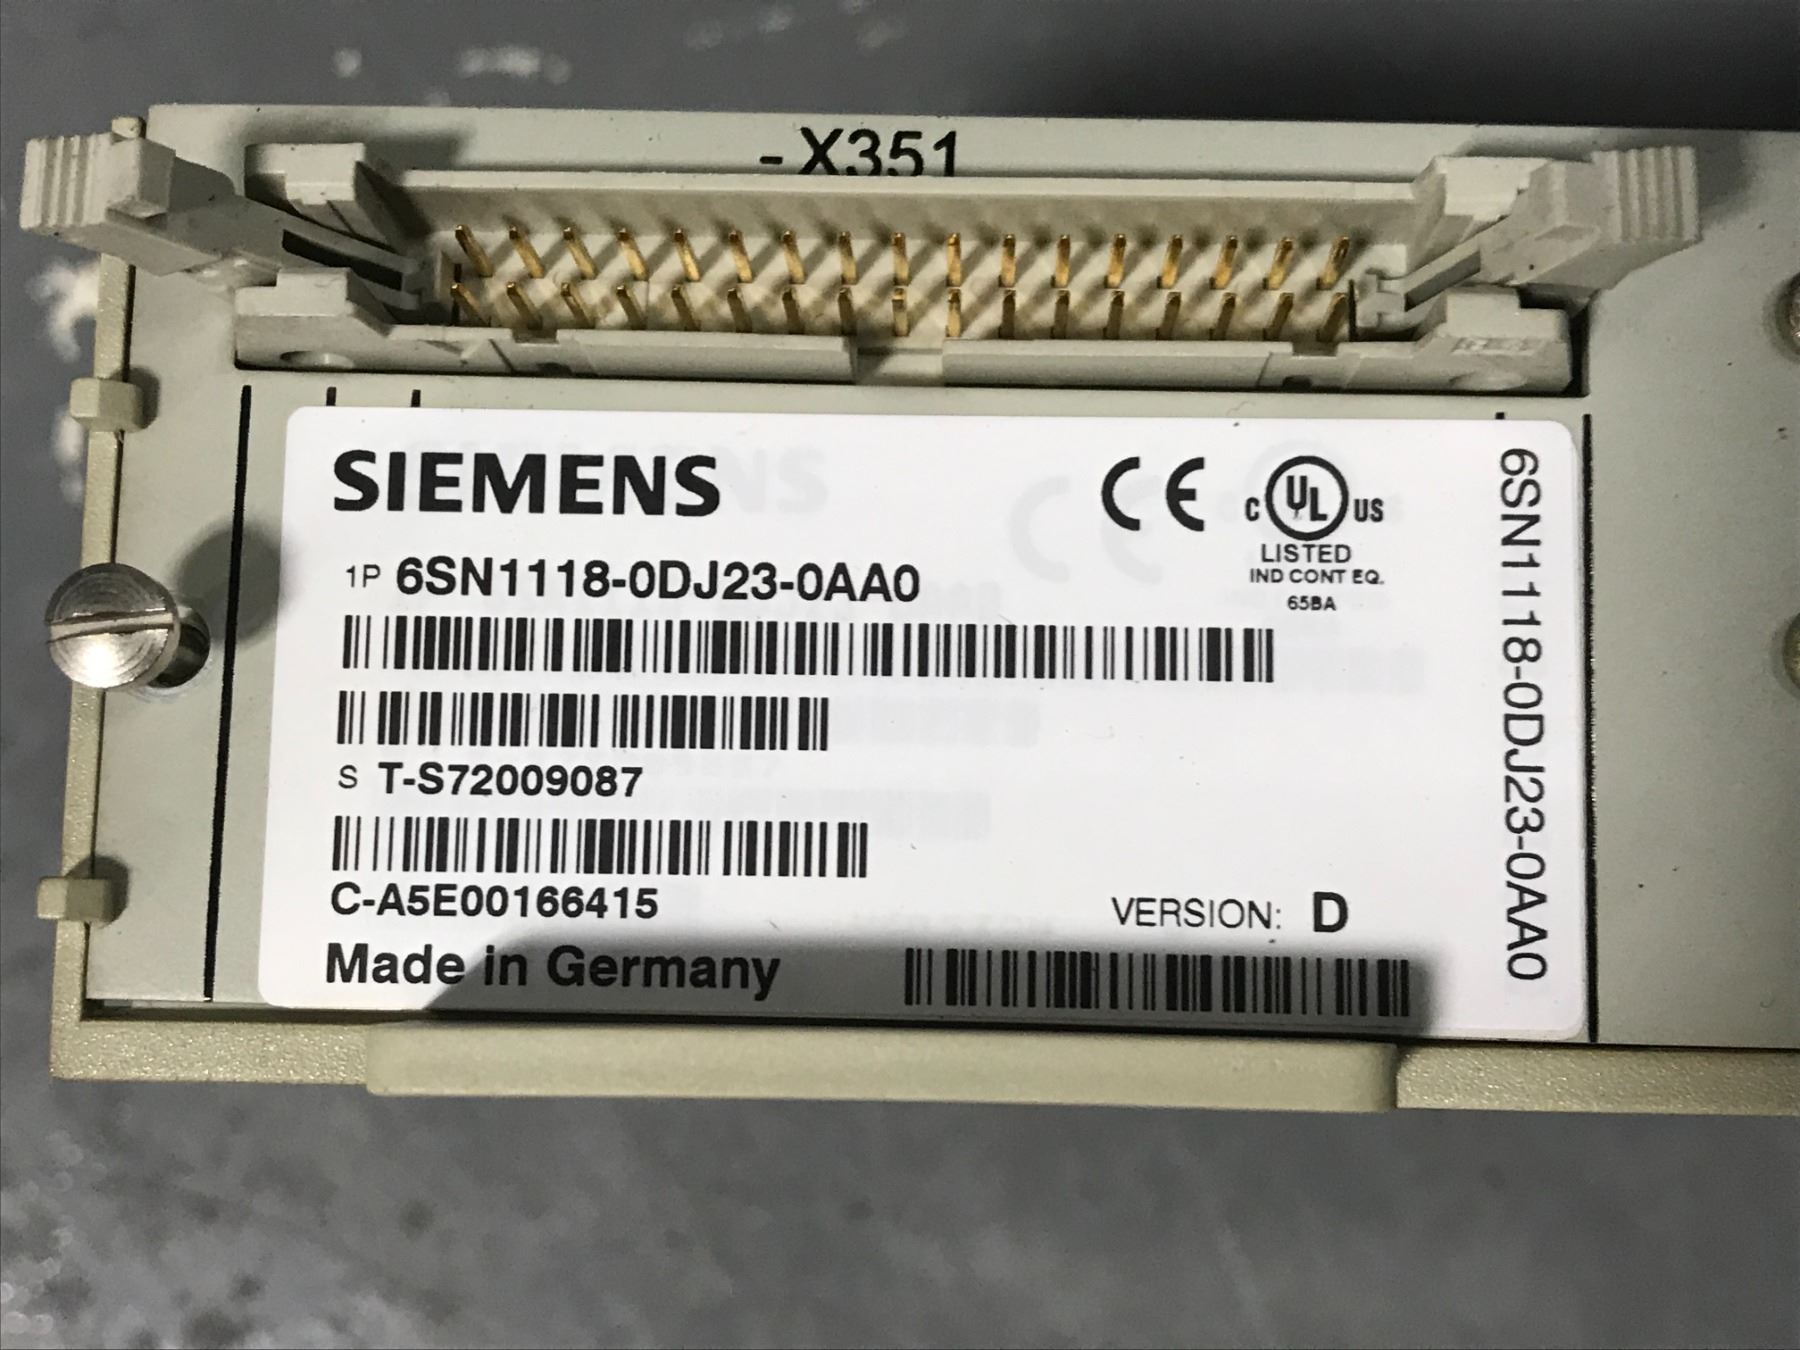 -X351
SIEMENS
CE
C UL US
LISTED
IND CONT EQ.
65BA
1P 6SN1118-0DJ23-0AA0
S T-S72009087
C-A5E00166415
VERSION: D
Made in Germany
6SN1118-0DJ23-0AA0